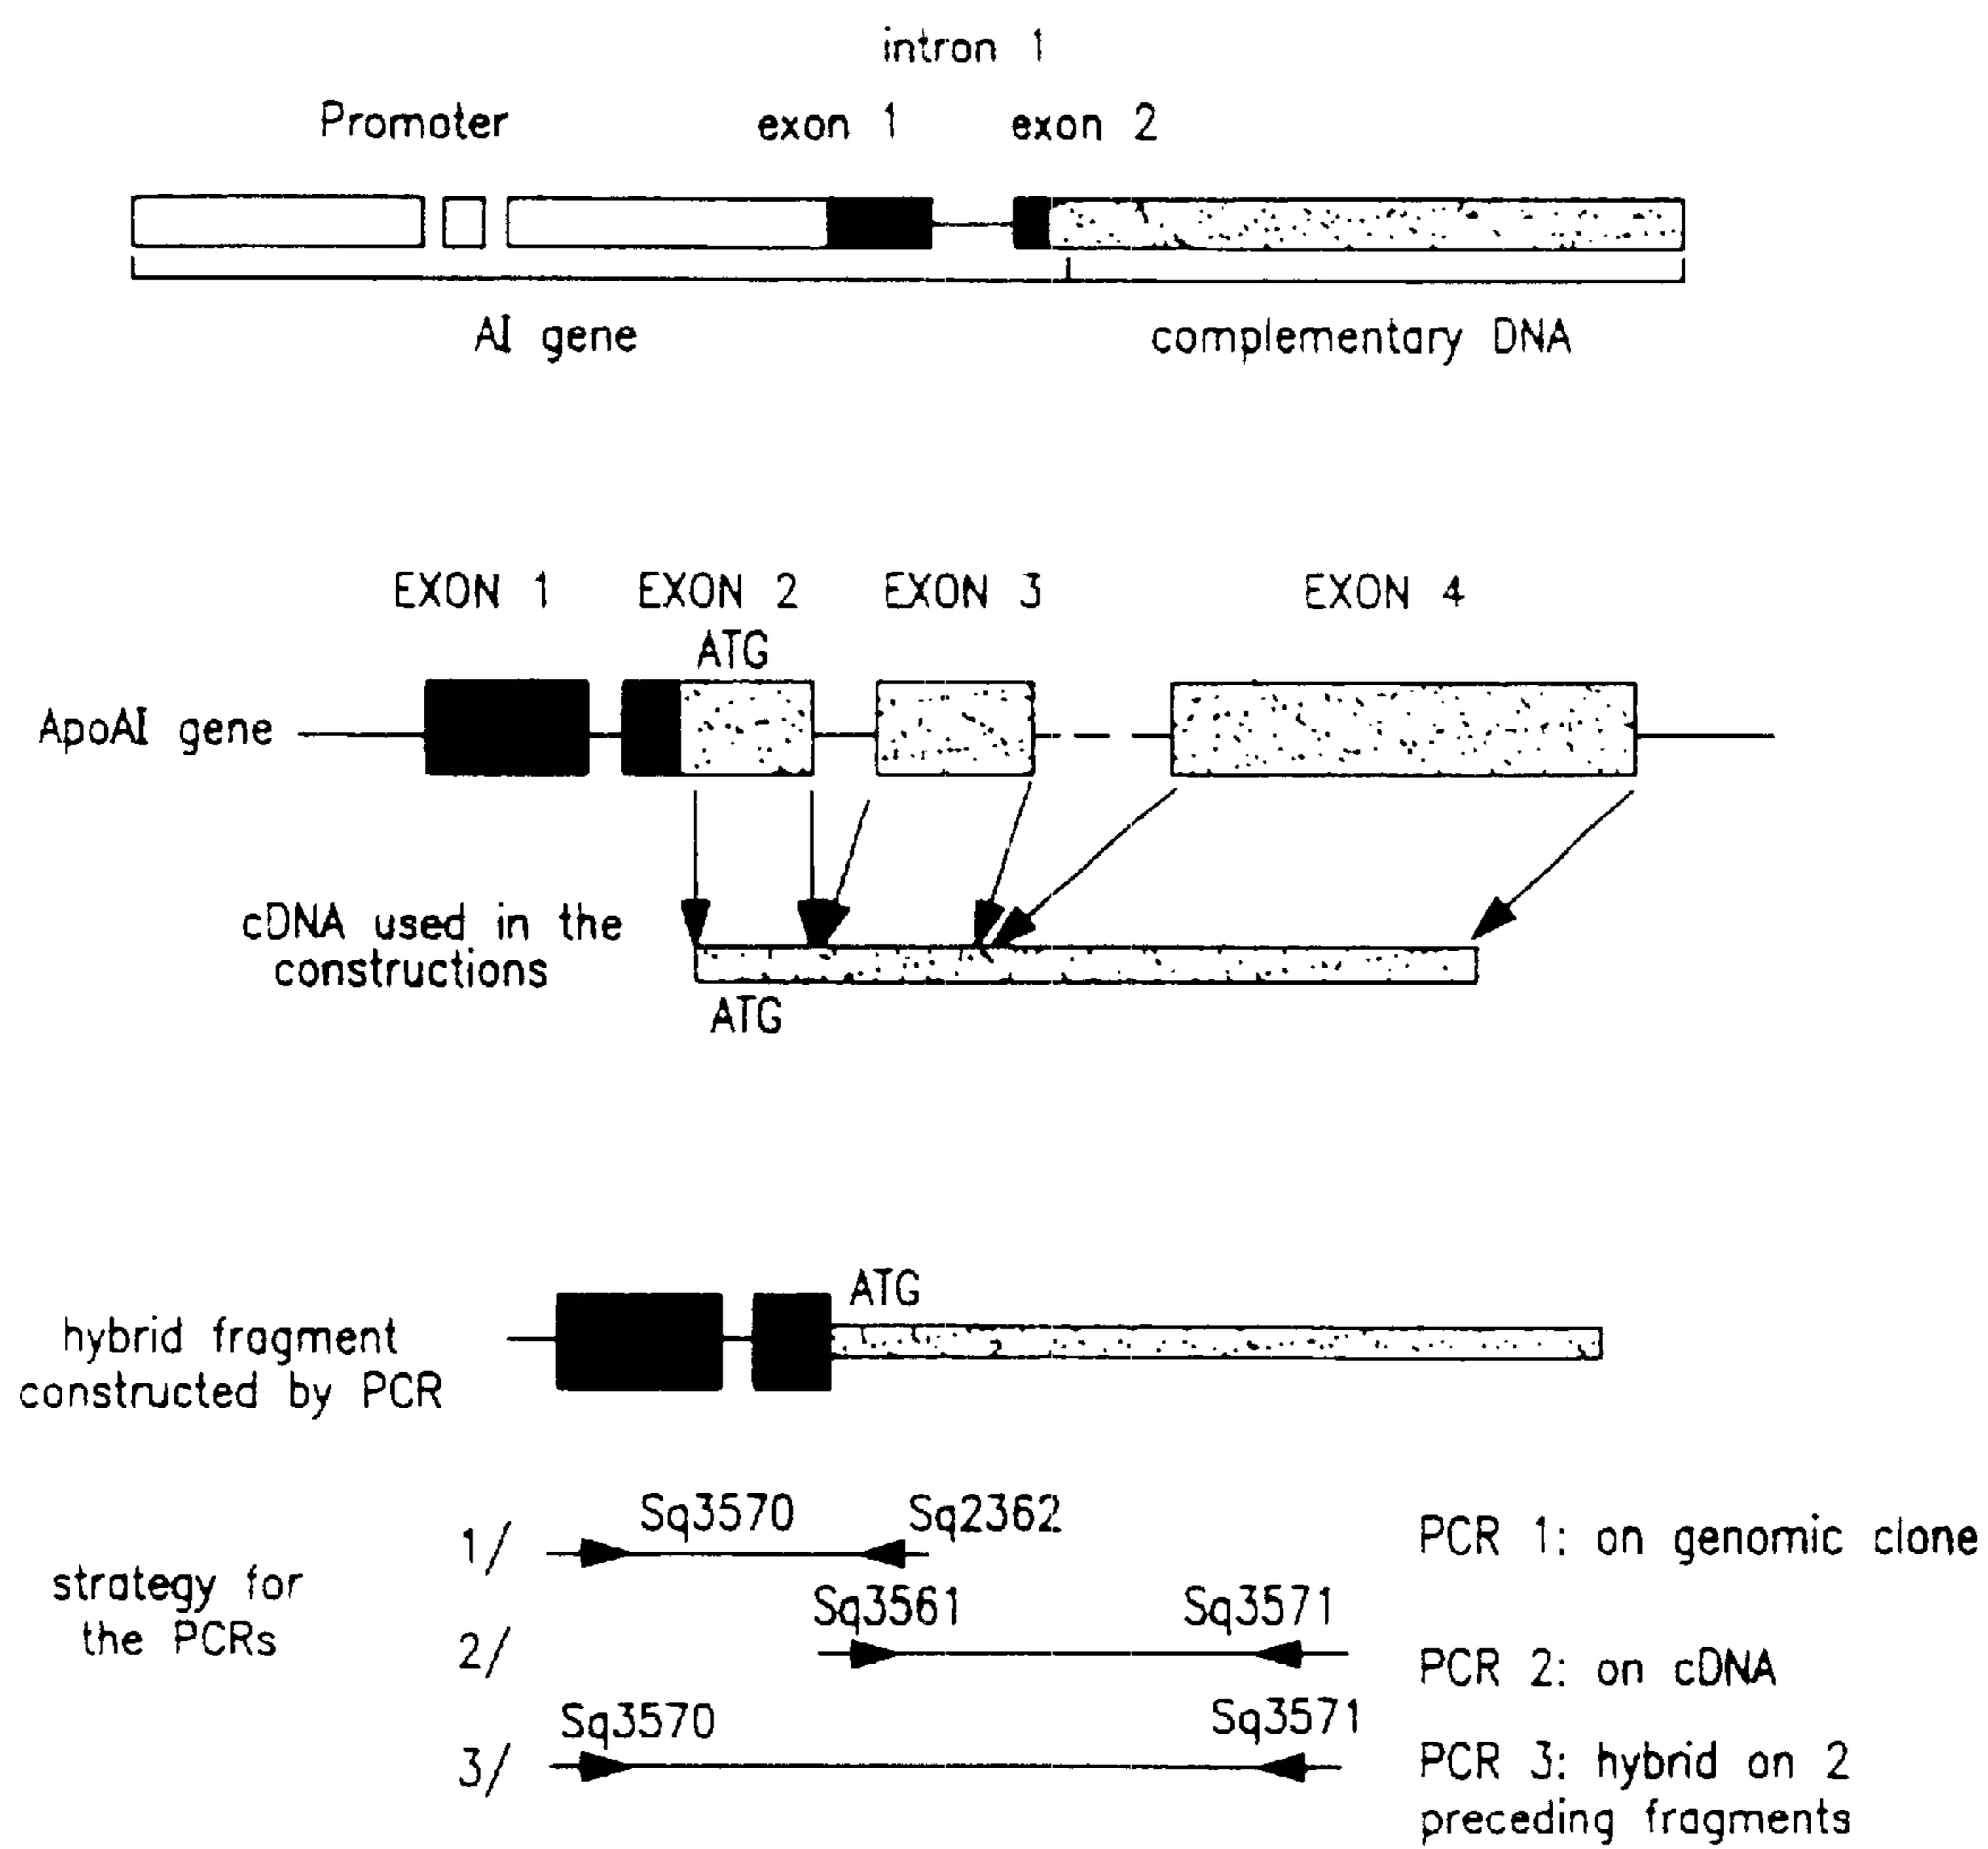 intron 1
Promoter exon 1 exon 2
AI gene complementary DNA
EXON 1 EXON 2 EXON 3 EXON 4
ATG
ApoAI gene
cDNA used in the
constructions
ATG
ATG
hybrid fragment
constructed by PCR
Sq3570 Sq2362
1/ PCR 1: on genomic clone
strategy for
the PCRs
Sq3561 Sq3571
2/ PCR 2: on cDNA
Sq3570 Sq3571
3/ PCR 3: hybrid on 2
preceding fragments